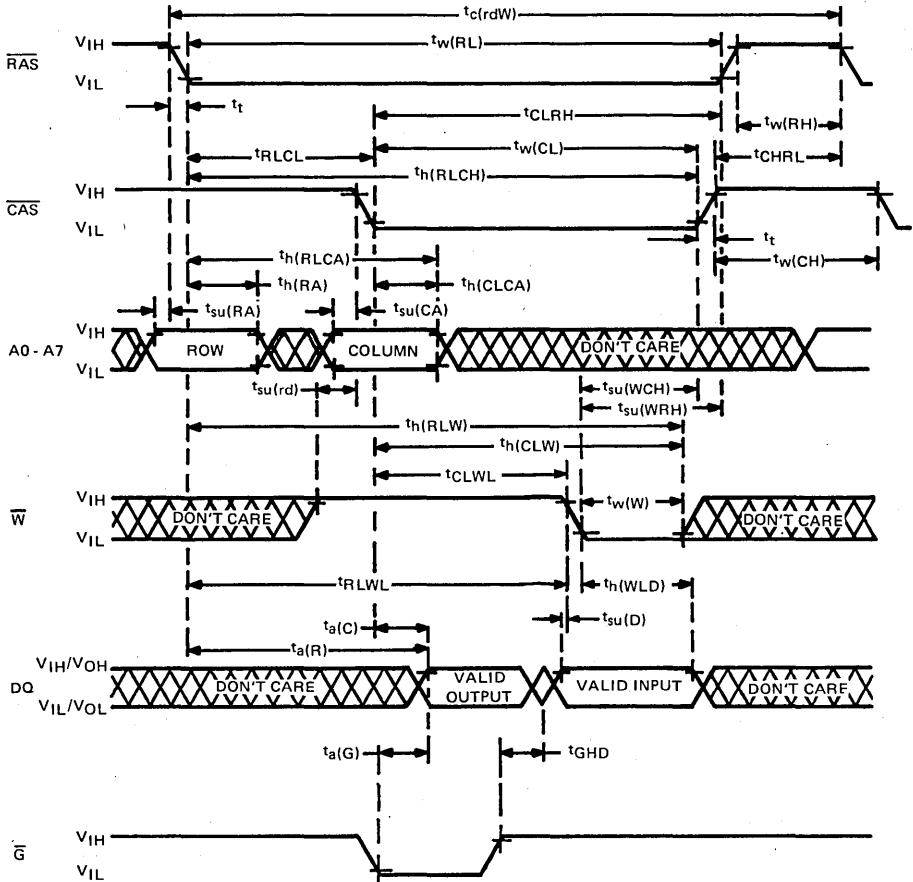 tc(rdW)
VIH
tw(RL)
RAS
VIL
tt
tCLRH
tw(RH)
tRLCL
tw(CL)
tCHRL
th(RLCH)
VIH
CAS
VIL
tt
th(RLCA)
tw(CH)
th(RA)
th(CLCA)
tsu(RA)
tsu(CA)
VIH
A0 - A7
ROW
COLUMN
DON'T CARE
VIL
tsu(rd)
tsu(WCH)
tsu(WRH)
th(RLW)
th(CLW)
tCLWL
VIH
tw(W)
W
DON'T CARE
DON'T CARE
VIL
tRLWL
th(WLD)
ta(C)
tsu(D)
ta(R)
VIH/VOH
DQ
DON'T CARE
VALID OUTPUT
VALID INPUT
DON'T CARE
VIL/VOL
ta(G)
tGHD
VIH
G
VIL